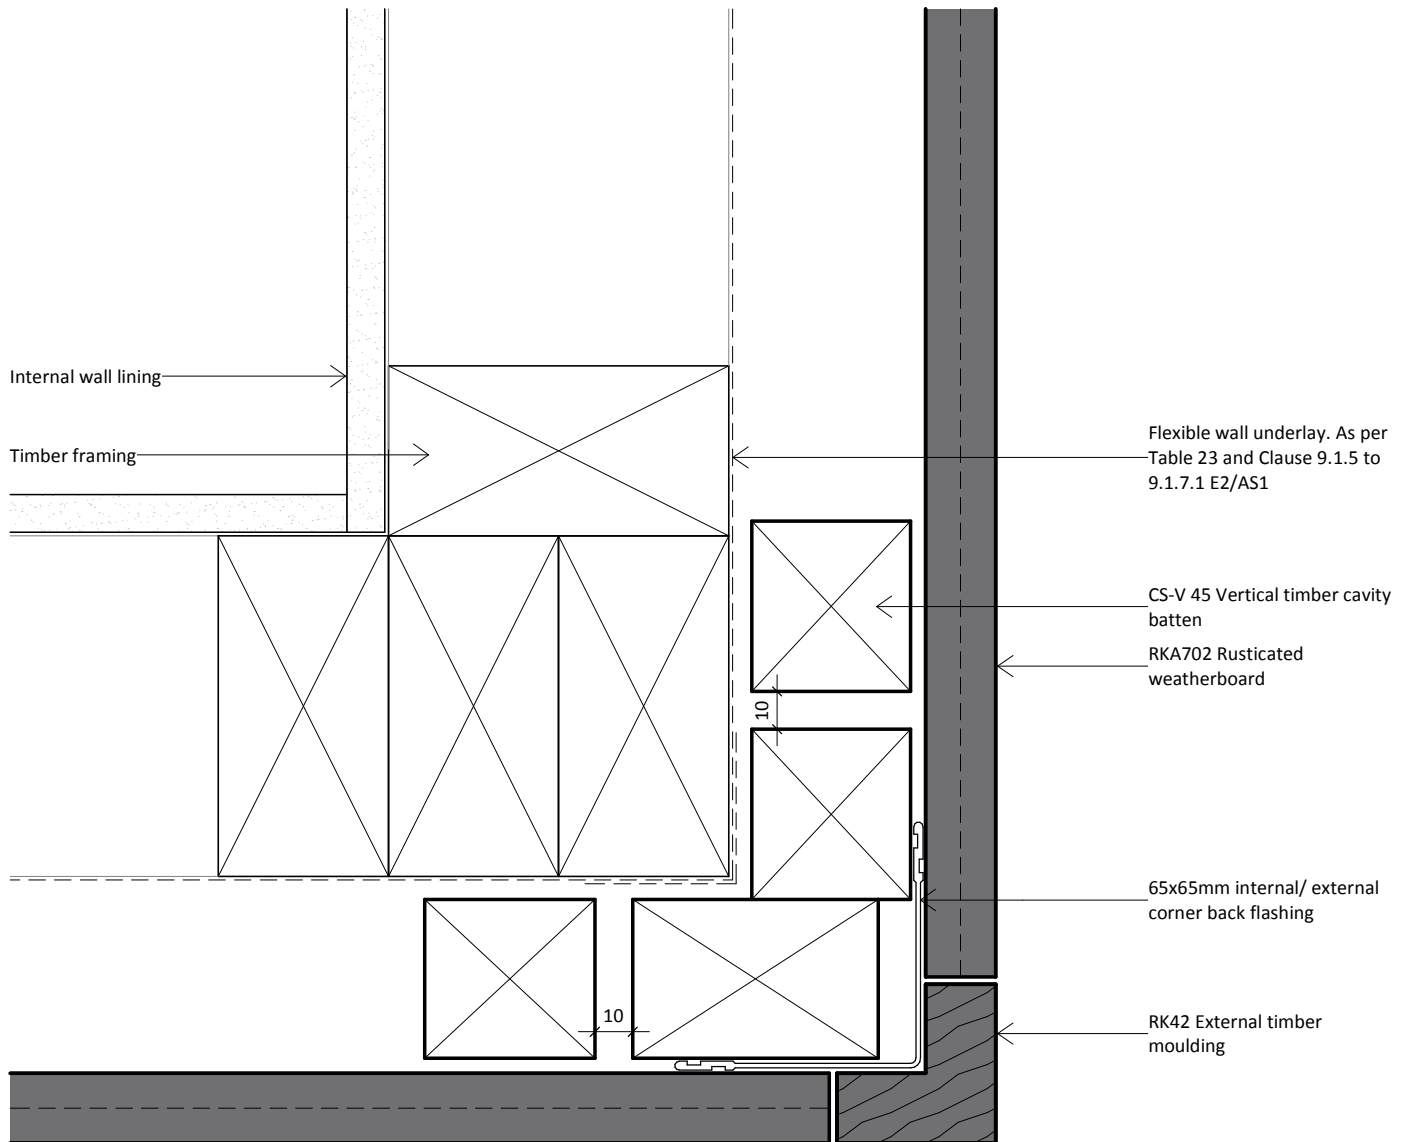 Internal wall lining
Timber framing
Flexible wall underlay. As per
Table 23 and Clause 9.1.5 to
9.1.7.1 E2/AS1
CS-V 45 Vertical timber cavity
batten
RKA702 Rusticated
weatherboard
10
65x65mm internal/ external
corner back flashing
10
RK42 External timber
moulding